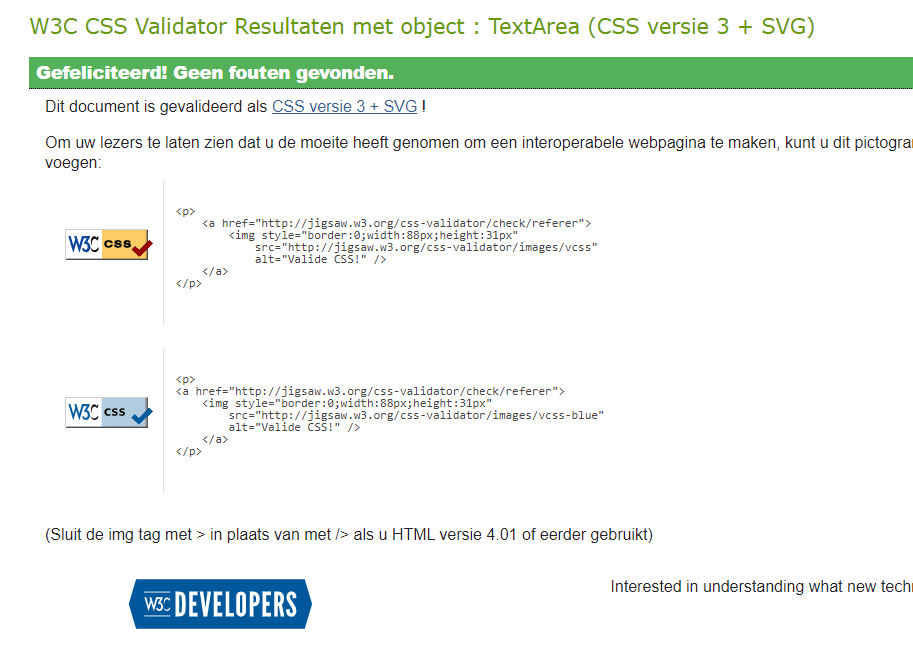 W3C CSS Validator Resultaten met object : TextArea (CSS versie 3 + SVG)
Gefeliciteerd! Geen fouten gevonden.
Dit document is gevalideerd als CSS versie 3 + SVG !
Om uw lezers te laten zien dat u de moeite heeft genomen om een interoperabele webpagina te maken, kunt u dit
voegen:
W3C css
<p>
<a href="http://jigsaw.w3.org/css-validator/check/referer">
<img style="border:0;width:88px;height:31px"
src="http://jigsaw.w3.org/css-validator/images/vcss"
alt="Valide CSS!" />
</a>
</p>
W3C css
<p>
<a href="http://jigsaw.w3.org/css-validator/check/referer">
<img style="border:0;width:88px;height:31px"
src="http://jigsaw.w3.org/css-validator/images/vcss-blue"
alt="Valide CSS!" />
</a>
</p>
(Sluit de img tag met > in plaats van met /> als u HTML versie 4.01 of eerder gebruikt)
W3C DEVELOPERS
Interested in understanding what new